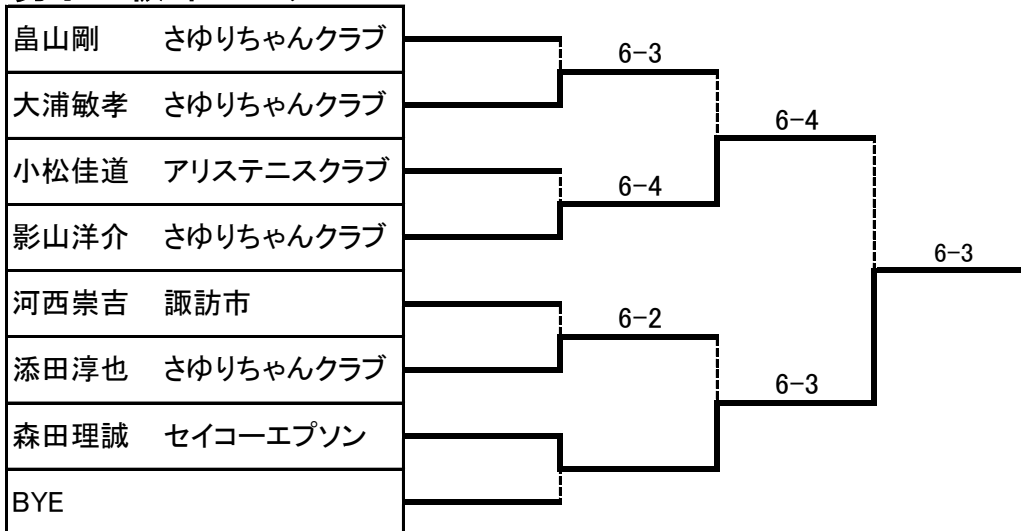 畠山剛 さゆりちゃんクラブ
大浦敏孝 さゆりちゃんクラブ
小松佳道 アリステニスクラブ
影山洋介 さゆりちゃんクラブ
河西崇吉 諏訪市
添田淳也 さゆりちゃんクラブ
森田理誠 セイコーエプソン
BYE
6-3
6-4
6-4
6-3
6-2
6-3